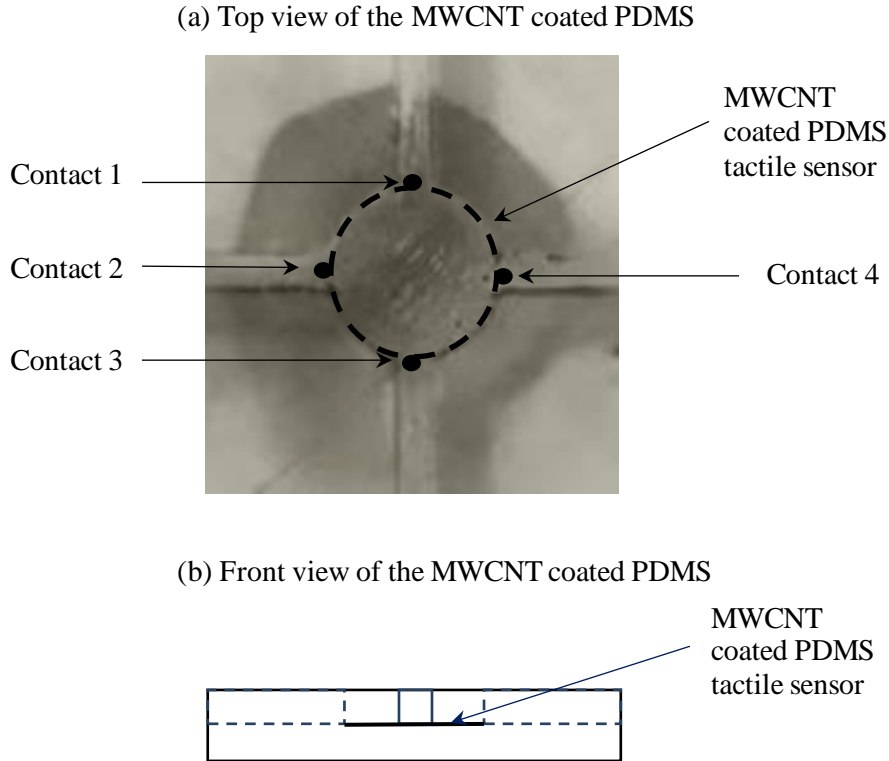 (a) Top view of the MWCNT coated PDMS
MWCNT
coated PDMS
tactile sensor
Contact 1
Contact 2
Contact 4
Contact 3
(b) Front view of the MWCNT coated PDMS
MWCNT
coated PDMS
tactile sensor